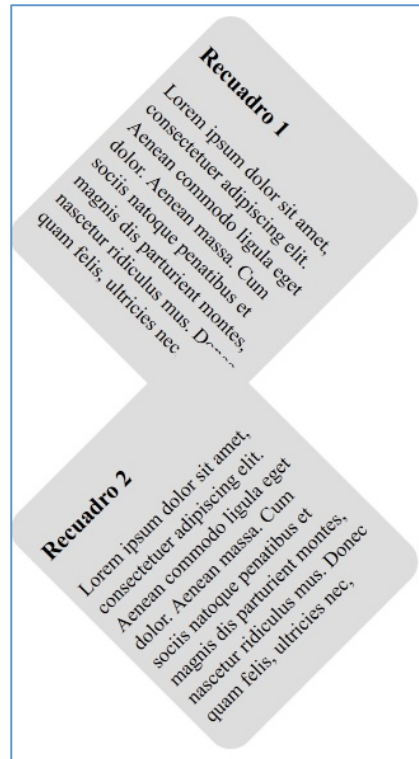 Recuadro 1
Lorem ipsum dolor sit amet,
consectetuer adipiscing elit.
Aenean commodo ligula eget
dolor. Aenean massa. Cum
sociis natoque penatibus et
magnis dis parturient montes,
nascetur ridiculus mus.
quam felis, ultricies nec
Recuadro 2
Lorem ipsum dolor sit amet,
consectetuer adipiscing elit.
Aenean commodo ligula eget
dolor. Aenean massa. Cum
sociis natoque penatibus et
magnis dis parturient montes,
nascetur ridiculus mus. Donec
quam felis, ultricies nec,